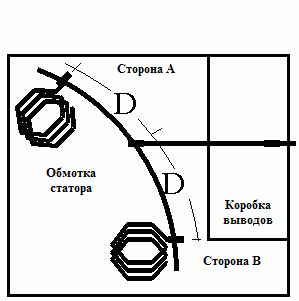 Сторона А
D
Обмотка
статора
D
Коробка
выводов
Сторона В